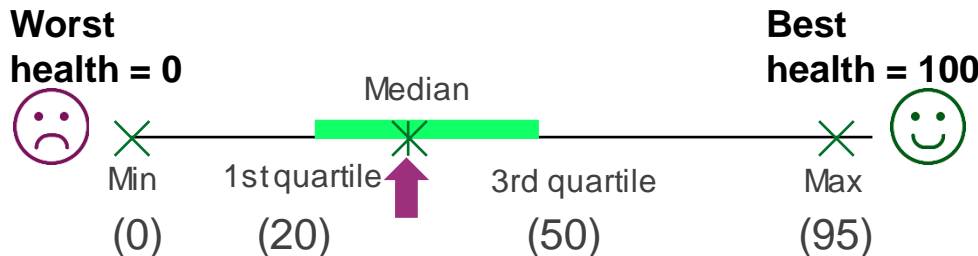 Worst
health = 0
Best
health = 100
Median
Min
1st quartile
3rd quartile
Max
(0)
(20)
(50)
(95)